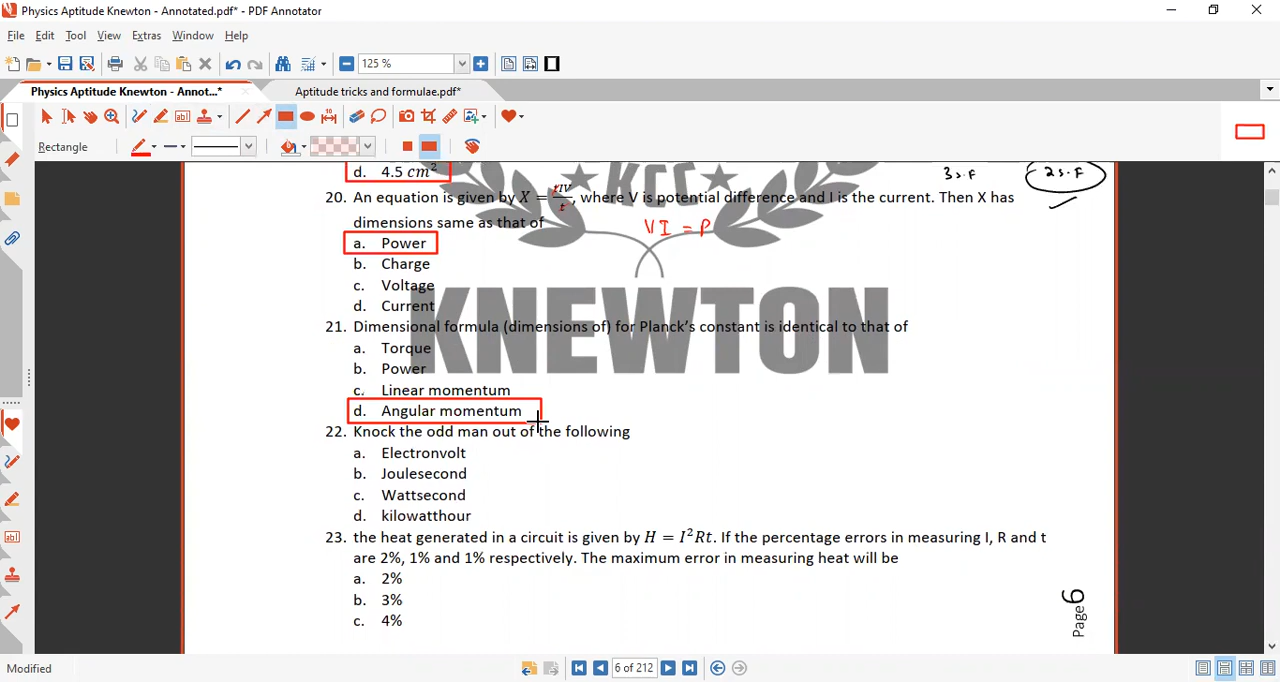 Physics Aptitude Knewton - Annotated.pdf* - PDF Annotator
File Edit Tool View Extras Window Help
125 %
Physics Aptitude Knewton - Annot...* Aptitude tricks and formulae.pdf*
Rectangle
d. 4.5 cm² 3 s.F 2 s.F
KCC
20. An equation is given by X = tIV/t, where V is potential difference and I is the current. Then X has
dimensions same as that of VI = P
a. Power
b. Charge
c. Voltage
d. Current
KNEWTON
21. Dimensional formula (dimensions of) for Planck's constant is identical to that of
a. Torque
b. Power
c. Linear momentum
d. Angular momentum
22. Knock the odd man out of the following
a. Electronvolt
b. Joulesecond
c. Wattsecond
d. kilowatthour
23. the heat generated in a circuit is given by H = I²Rt. If the percentage errors in measuring I, R and t
are 2%, 1% and 1% respectively. The maximum error in measuring heat will be
a. 2%
b. 3%
c. 4%
Page 6
Modified 6 of 212